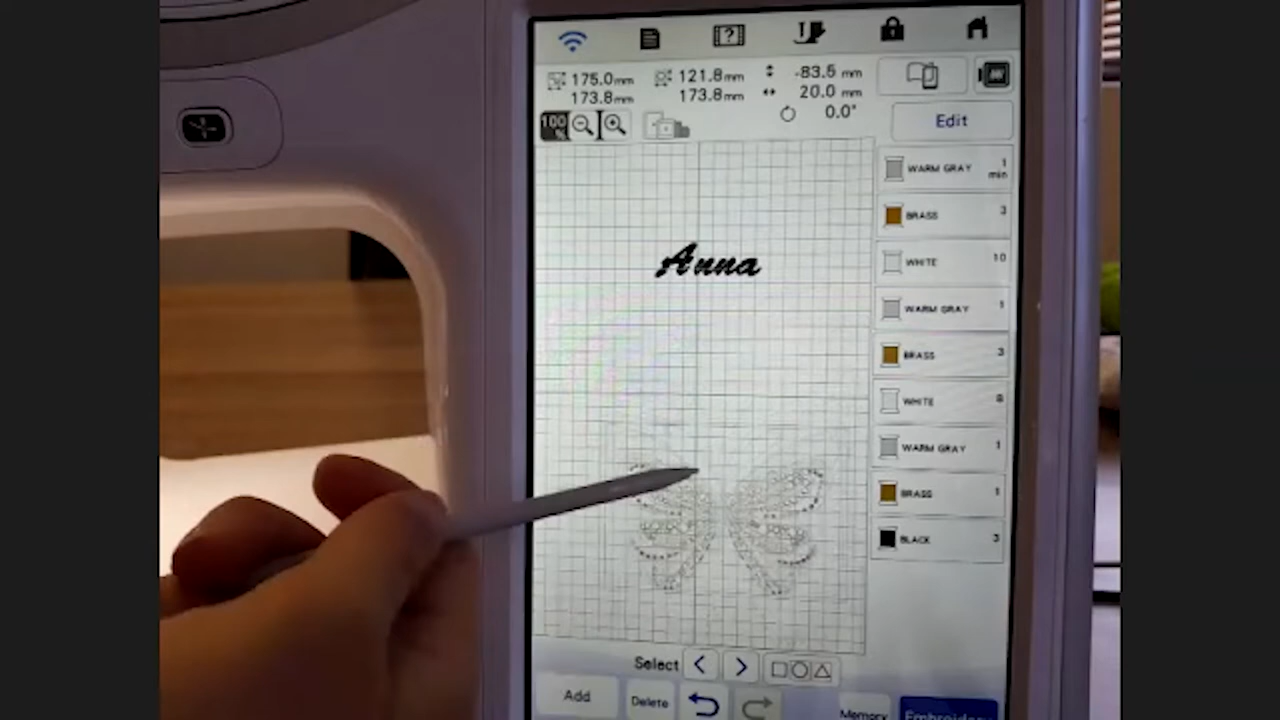 175.0mm 121.8mm -83.5 mm
173.8mm 173.8mm 20.0 mm
0.0°
100 %
Edit
WARM GRAY 1 min
BRASS 3
WHITE 10
WARM GRAY 1
BRASS 3
WHITE 8
WARM GRAY 1
BRASS 1
BLACK 3
Anna
Select
Add Delete Memory Embroidery